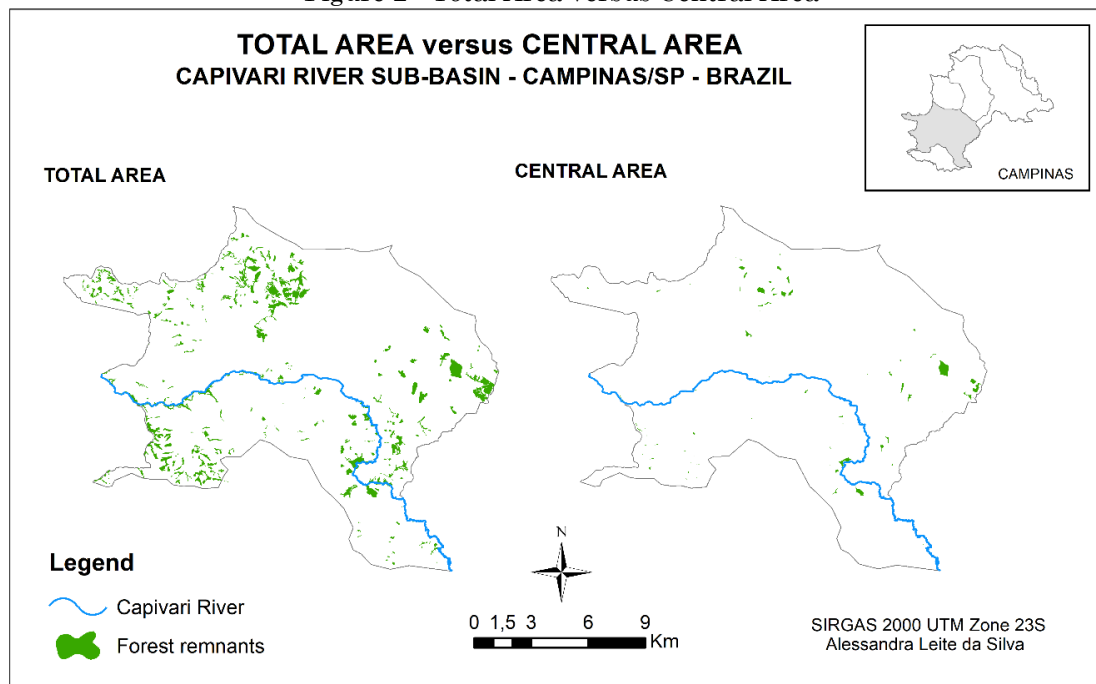 TOTAL AREA versus CENTRAL AREA
CAPIVARI RIVER SUB-BASIN - CAMPINAS/SP - BRAZIL
CAMPINAS
TOTAL AREA
CENTRAL AREA
N
Legend
Capivari River
Forest remnants
0 1,5 3 6 9
Km
SIRGAS 2000 UTM Zone 23S
Alessandra Leite da Silva